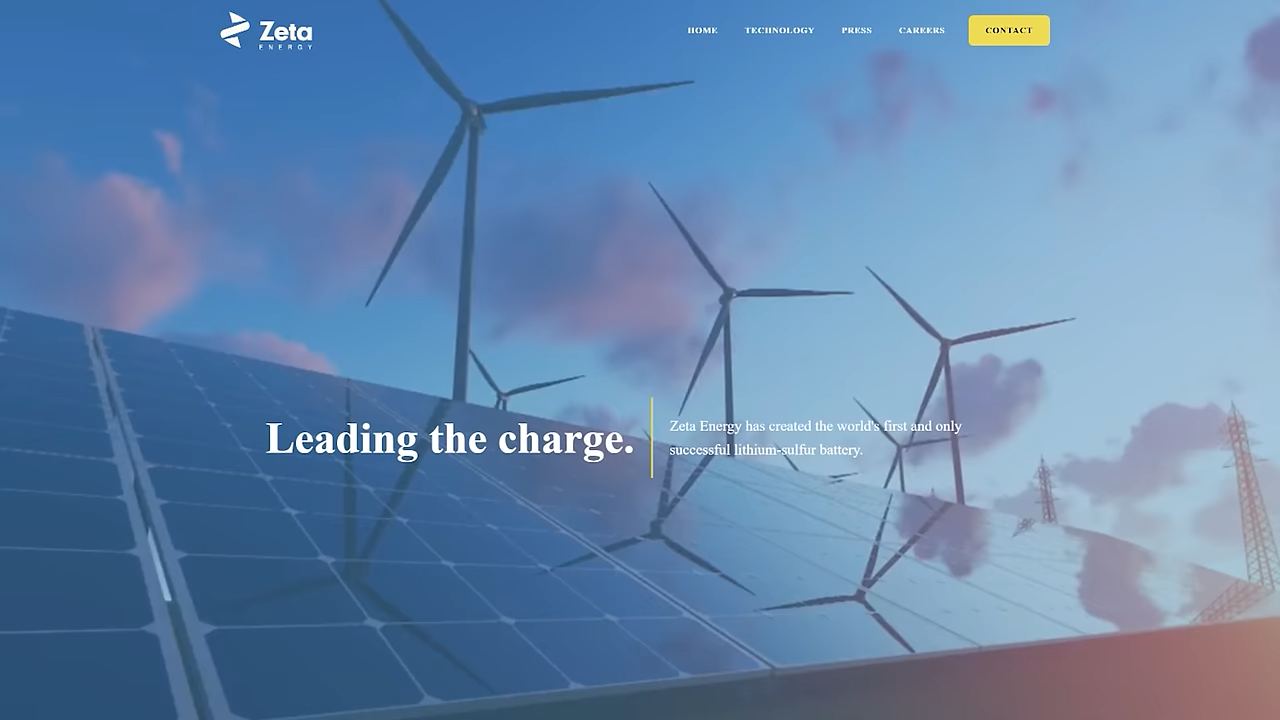 Zeta
ENERGY
HOME
TECHNOLOGY
PRESS
CAREERS
CONTACT
Leading the charge.
Zeta Energy has created the world's first and only
successful lithium-sulfur battery.